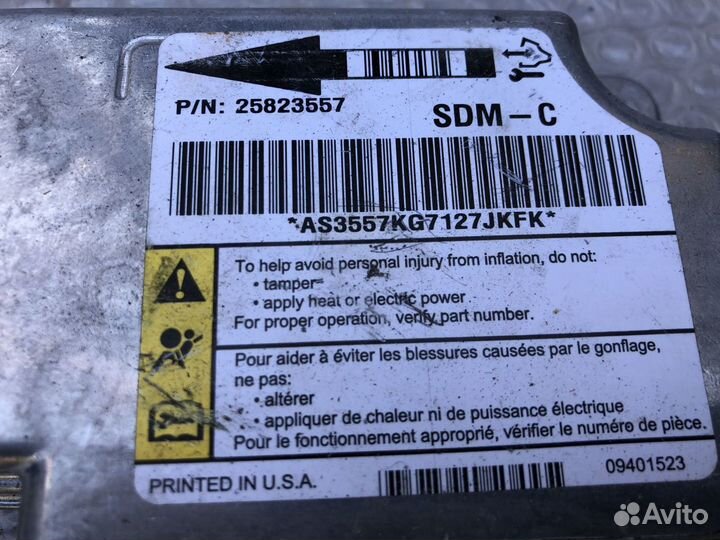 P/N: 25823557
SDM-C
*AS3557KG7127JKFK*
To help avoid personal injury from inflation, do not:
• tamper
• apply heat or electric power
For proper operation, verify part number.
Pour aider à éviter les blessures causées par le gonflage,
ne pas:
• altérer
• appliquer de chaleur ni de puissance électrique
Pour le fonctionnement approprié, vérifier le numéro de pièce.
PRINTED IN U.S.A.
09401523
Avito